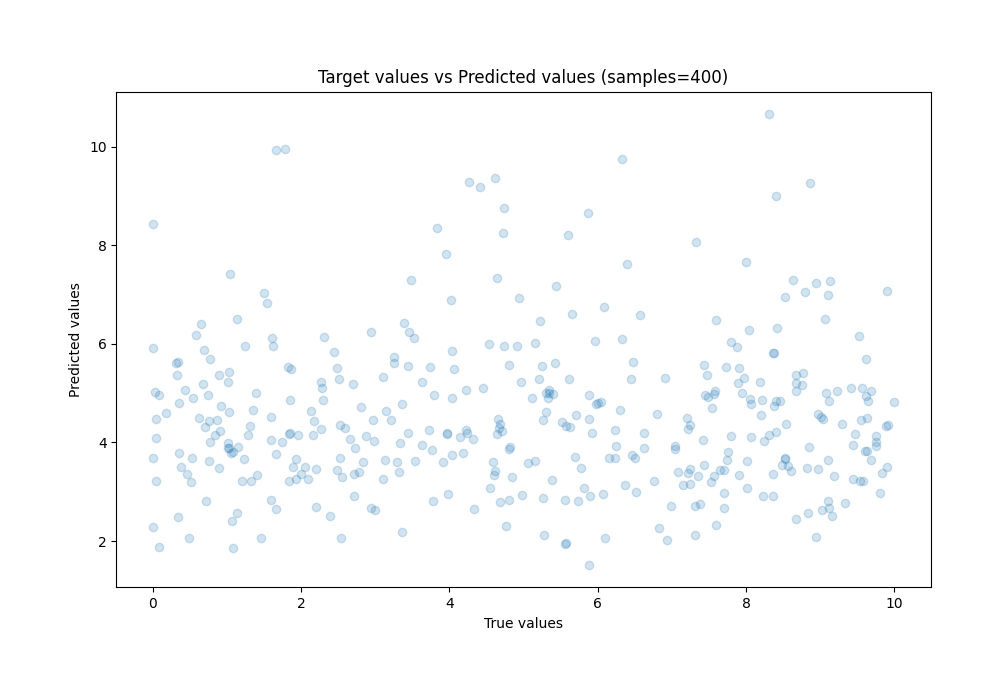 Target values vs Predicted values (samples=400)
10
8
6
4
2
Predicted values
0 2 4 6 8 10
True values